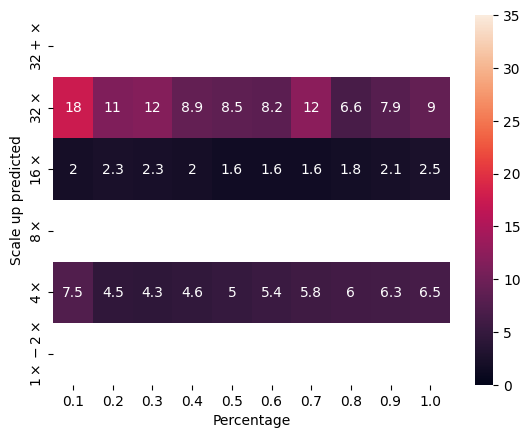 Scale up predicted
32 + ×
32 ×
18 11 12 8.9 8.5 8.2 12 6.6 7.9 9
16 ×
2 2.3 2.3 2 1.6 1.6 1.6 1.8 2.1 2.5
8 ×
4 ×
7.5 4.5 4.3 4.6 5 5.4 5.8 6 6.3 6.5
1 × − 2 ×
0.1 0.2 0.3 0.4 0.5 0.6 0.7 0.8 0.9 1.0
Percentage
35
30
25
20
15
10
5
0